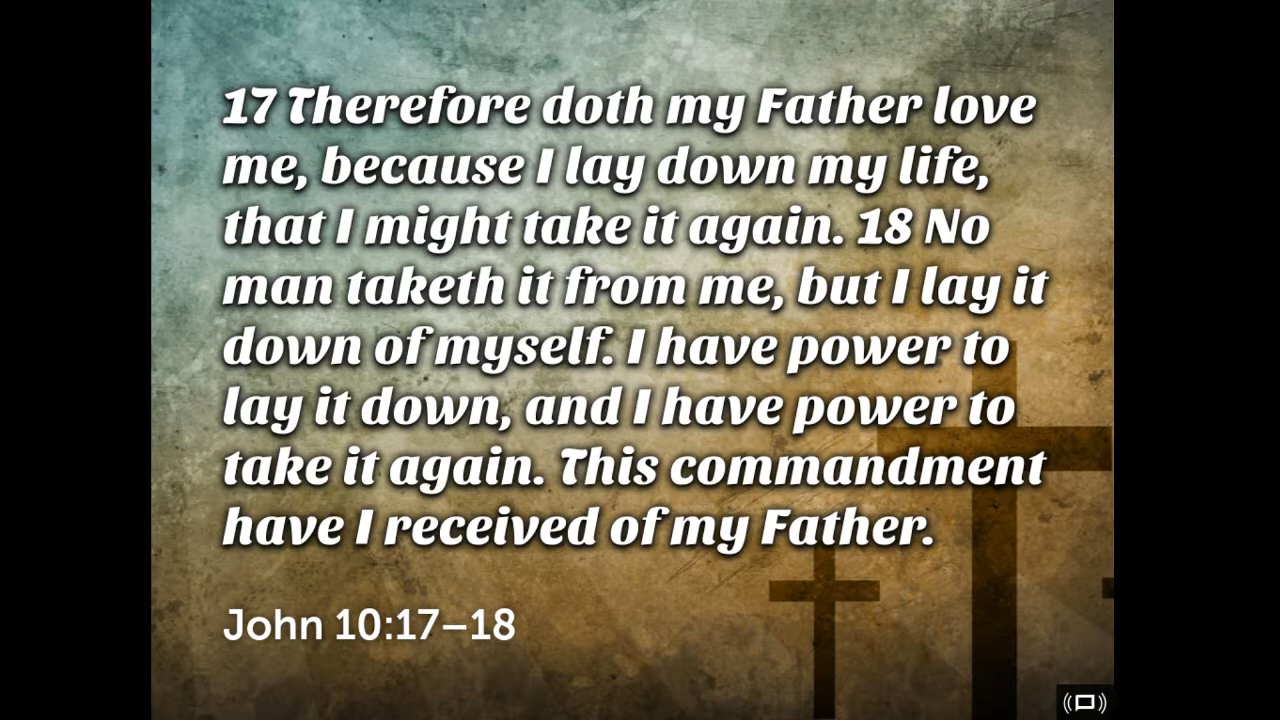 17 Therefore doth my Father love
me, because I lay down my life,
that I might take it again. 18 No
man taketh it from me, but I lay it
down of myself. I have power to
lay it down, and I have power to
take it again. This commandment
have I received of my Father.
John 10:17–18